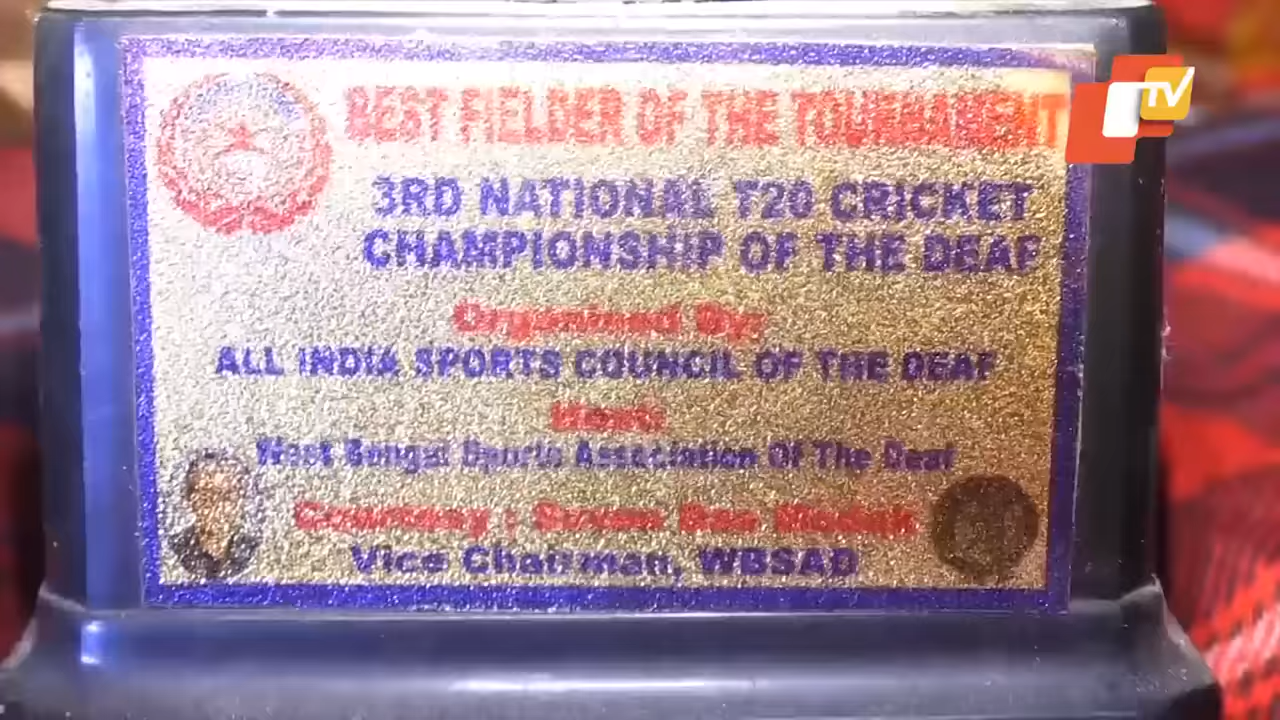 BEST FIELDER OF THE TOURNAMENT
3RD NATIONAL T20 CRICKET
CHAMPIONSHIP OF THE DEAF
Organised By:
ALL INDIA SPORTS COUNCIL OF THE DEAF
Host:
West Bengal Sports Association Of The Deaf
Courtesy :
Vice Chairman, WBSAD
TV